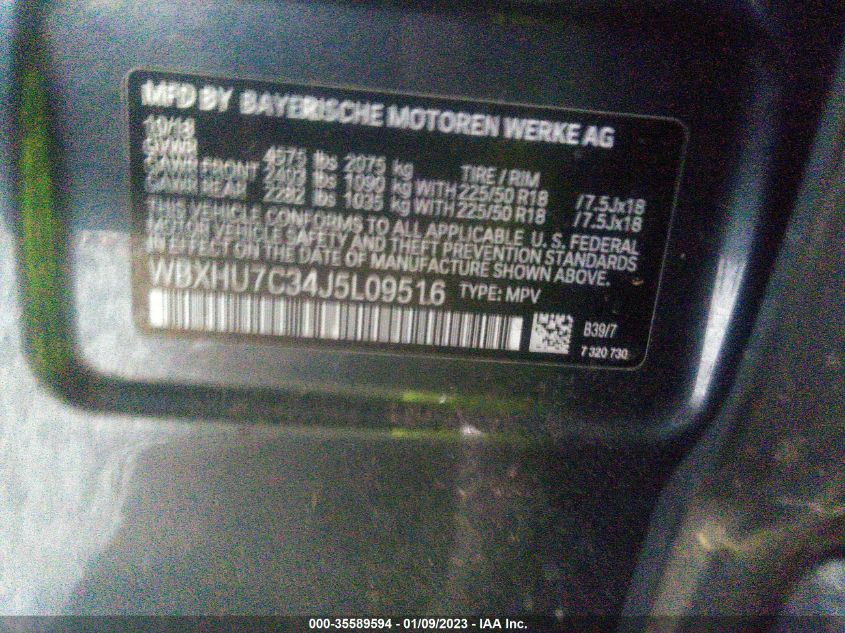 MFD BY BAYERISCHE MOTOREN WERKE AG
10/18
GVWR 4575 lbs 2075 kg TIRE / RIM
GAWR FRONT 2403 lbs 1090 kg WITH 225/50 R18 /7.5Jx18
GAWR REAR 2282 lbs 1035 kg WITH 225/50 R18 /7.5Jx18
THIS VEHICLE CONFORMS TO ALL APPLICABLE U. S. FEDERAL
MOTOR VEHICLE SAFETY AND THEFT PREVENTION STANDARDS
IN EFFECT ON THE DATE OF MANUFACTURE SHOWN ABOVE.
WBXHU7C34J5L09516 TYPE: MPV
B39/7
7 320 730
000-35589594 - 01/09/2023 - IAA Inc.